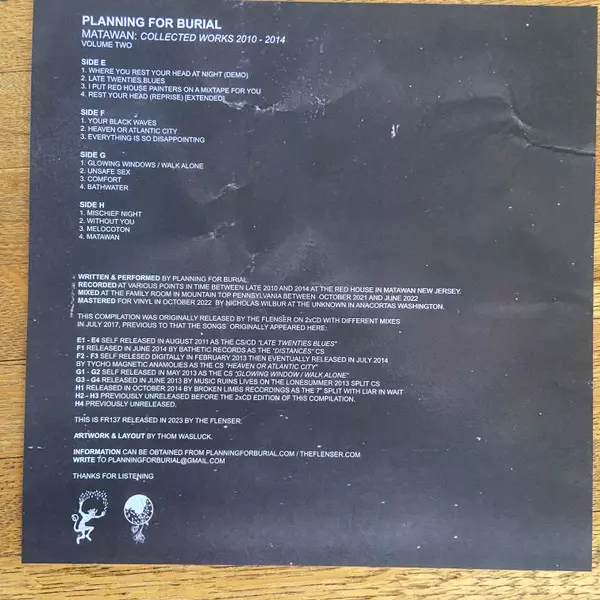 PLANNING FOR BURIAL
MATAWAN: COLLECTED WORKS 2010 - 2014
VOLUME TWO
SIDE E
1. WHERE YOU REST YOUR HEAD AT NIGHT (DEMO)
2. LATE TWENTIES BLUES
3. I PUT RED HOUSE PAINTERS ON A MIXTAPE FOR YOU
4. REST YOUR HEAD (REPRISE) [EXTENDED]
SIDE F
1. YOUR BLACK WAVES
2. HEAVEN OR ATLANTIC CITY
3. EVERYTHING IS SO DISAPPOINTING
SIDE G
1. GLOWING WINDOWS / WALK ALONE
2. UNSAFE SEX
3. COMFORT
4. BATHWATER
SIDE H
1. MISCHIEF NIGHT
2. WITHOUT YOU
3. MELOCOTON
4. MATAWAN
WRITTEN & PERFORMED BY PLANNING FOR BURIAL.
RECORDED AT VARIOUS POINTS IN TIME BETWEEN LATE 2010 AND 2014 AT THE RED HOUSE IN MATAWAN NEW JERSEY.
MIXED AT THE FAMILY ROOM IN MOUNTAIN TOP PENNSYLVANIA BETWEEN OCTOBER 2021 AND JUNE 2022
MASTERED FOR VINYL IN OCTOBER 2022 BY NICHOLAS WILBUR AT THE UNKNOWN IN ANACORTAS WASHINGTON.
THIS COMPILATION WAS ORIGINALLY RELEASED BY THE FLENSER ON 2xCD WITH DIFFERENT MIXES
IN JULY 2017, PREVIOUS TO THAT THE SONGS ORIGINALLY APPEARED HERE:
E1 - E4 SELF RELEASED IN AUGUST 2011 AS THE CS/CD "LATE TWENTIES BLUES"
F1 RELEASED IN JUNE 2014 BY BATHETIC RECORDS AS THE "DISTANCES" CS
F2 - F3 SELF RELESED DIGITALLY IN FEBRUARY 2013 THEN EVENTUALLY RELEASED IN JULY 2014
BY TYCHO MAGNETIC ANAMOUES AS THE CS "HEAVEN OR ATLANTIC CITY"
G1 - G2 SELF RELEASED IN MAY 2013 AS THE CS "GLOWING WINDOW / WALK ALONE"
G3 - G4 RELEASED IN JUNE 2013 BY MUSIC RUINS LIVES ON THE LONESUMMER 2013 SPLIT CS
H1 RELEASED IN OCTOBER 2014 BY BROKEN LIMBS RECORDINGS AS THE 7" SPLIT WITH LIAR IN WAIT
H2 - H3 PREVIOUSLY UNRELEASED BEFORE THE 2xCD EDITION OF THIS COMPILATION.
H4 PREVIOUSLY UNRELEASED.
THIS IS FR137 RELEASED IN 2023 BY THE FLENSER.
ARTWORK & LAYOUT BY THOM WASLUCK.
INFORMATION CAN BE OBTAINED FROM PLANNINGFORBURIAL.COM / THEFLENSER.COM
WRITE TO PLANNINGFORBURIAL@GMAIL.COM
THANKS FOR LISTENING